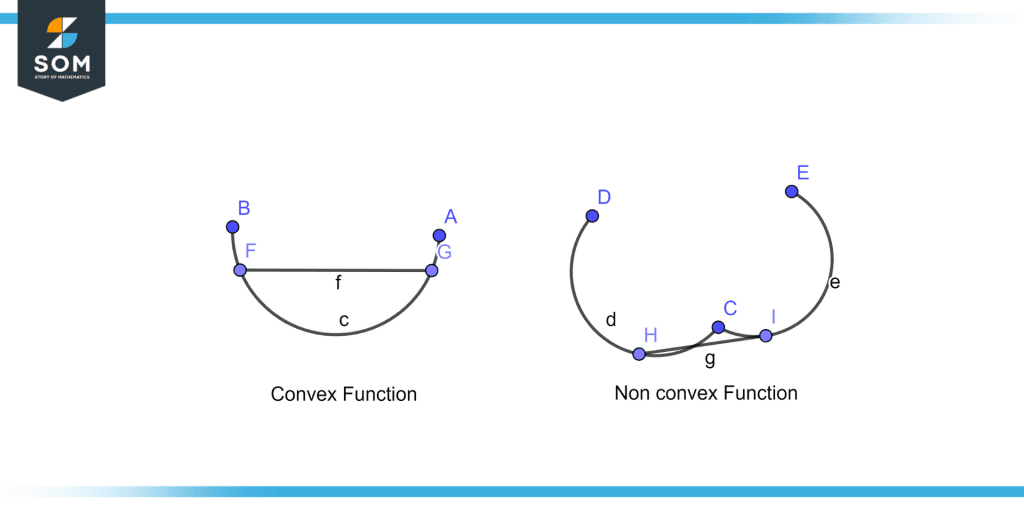 SOM
STORY OF MATHEMATICS
B
A
F
G
f
c
Convex Function
D
E
C
H
I
d
e
g
Non convex Function